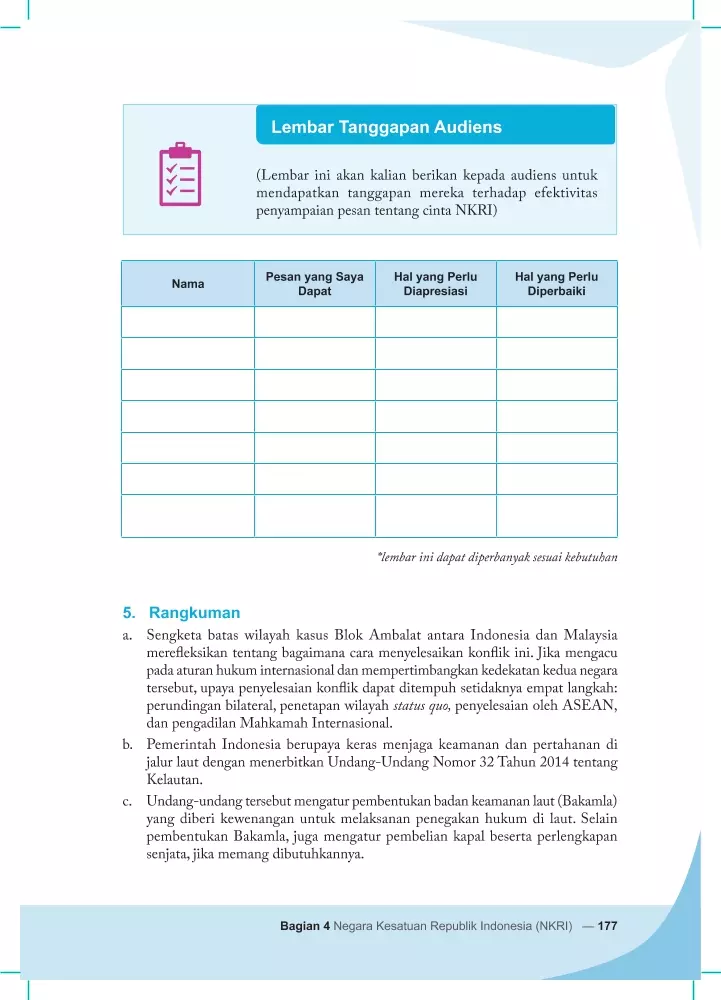 Lembar Tanggapan Audiens
(Lembar ini akan kalian berikan kepada audiens untuk
mendapatkan tanggapan mereka terhadap efektivitas
penyampaian pesan tentang cinta NKRI)
Nama
Pesan yang Saya
Dapat
Hal yang Perlu
Diapresiasi
Hal yang Perlu
Diperbaiki
*lembar ini dapat diperbanyak sesuai kebutuhan
5. Rangkuman
a. Sengketa batas wilayah kasus Blok Ambalat antara Indonesia dan Malaysia
merefleksikan tentang bagaimana cara menyelesaikan konflik ini. Jika mengacu
pada aturan hukum internasional dan mempertimbangkan kedekatan kedua negara
tersebut, upaya penyelesaian konflik dapat ditempuh setidaknya empat langkah:
perundingan bilateral, penetapan wilayah status quo, penyelesaian oleh ASEAN,
dan pengadilan Mahkamah Internasional.
b. Pemerintah Indonesia berupaya keras menjaga keamanan dan pertahanan di
jalur laut dengan menerbitkan Undang-Undang Nomor 32 Tahun 2014 tentang
Kelautan.
c. Undang-undang tersebut mengatur pembentukan badan keamanan laut (Bakamla)
yang diberi kewenangan untuk melaksanan penegakan hukum di laut. Selain
pembentukan Bakamla, juga mengatur pembelian kapal beserta perlengkapan
senjata, jika memang dibutuhkannya.
Bagian 4 Negara Kesatuan Republik Indonesia (NKRI) — 177